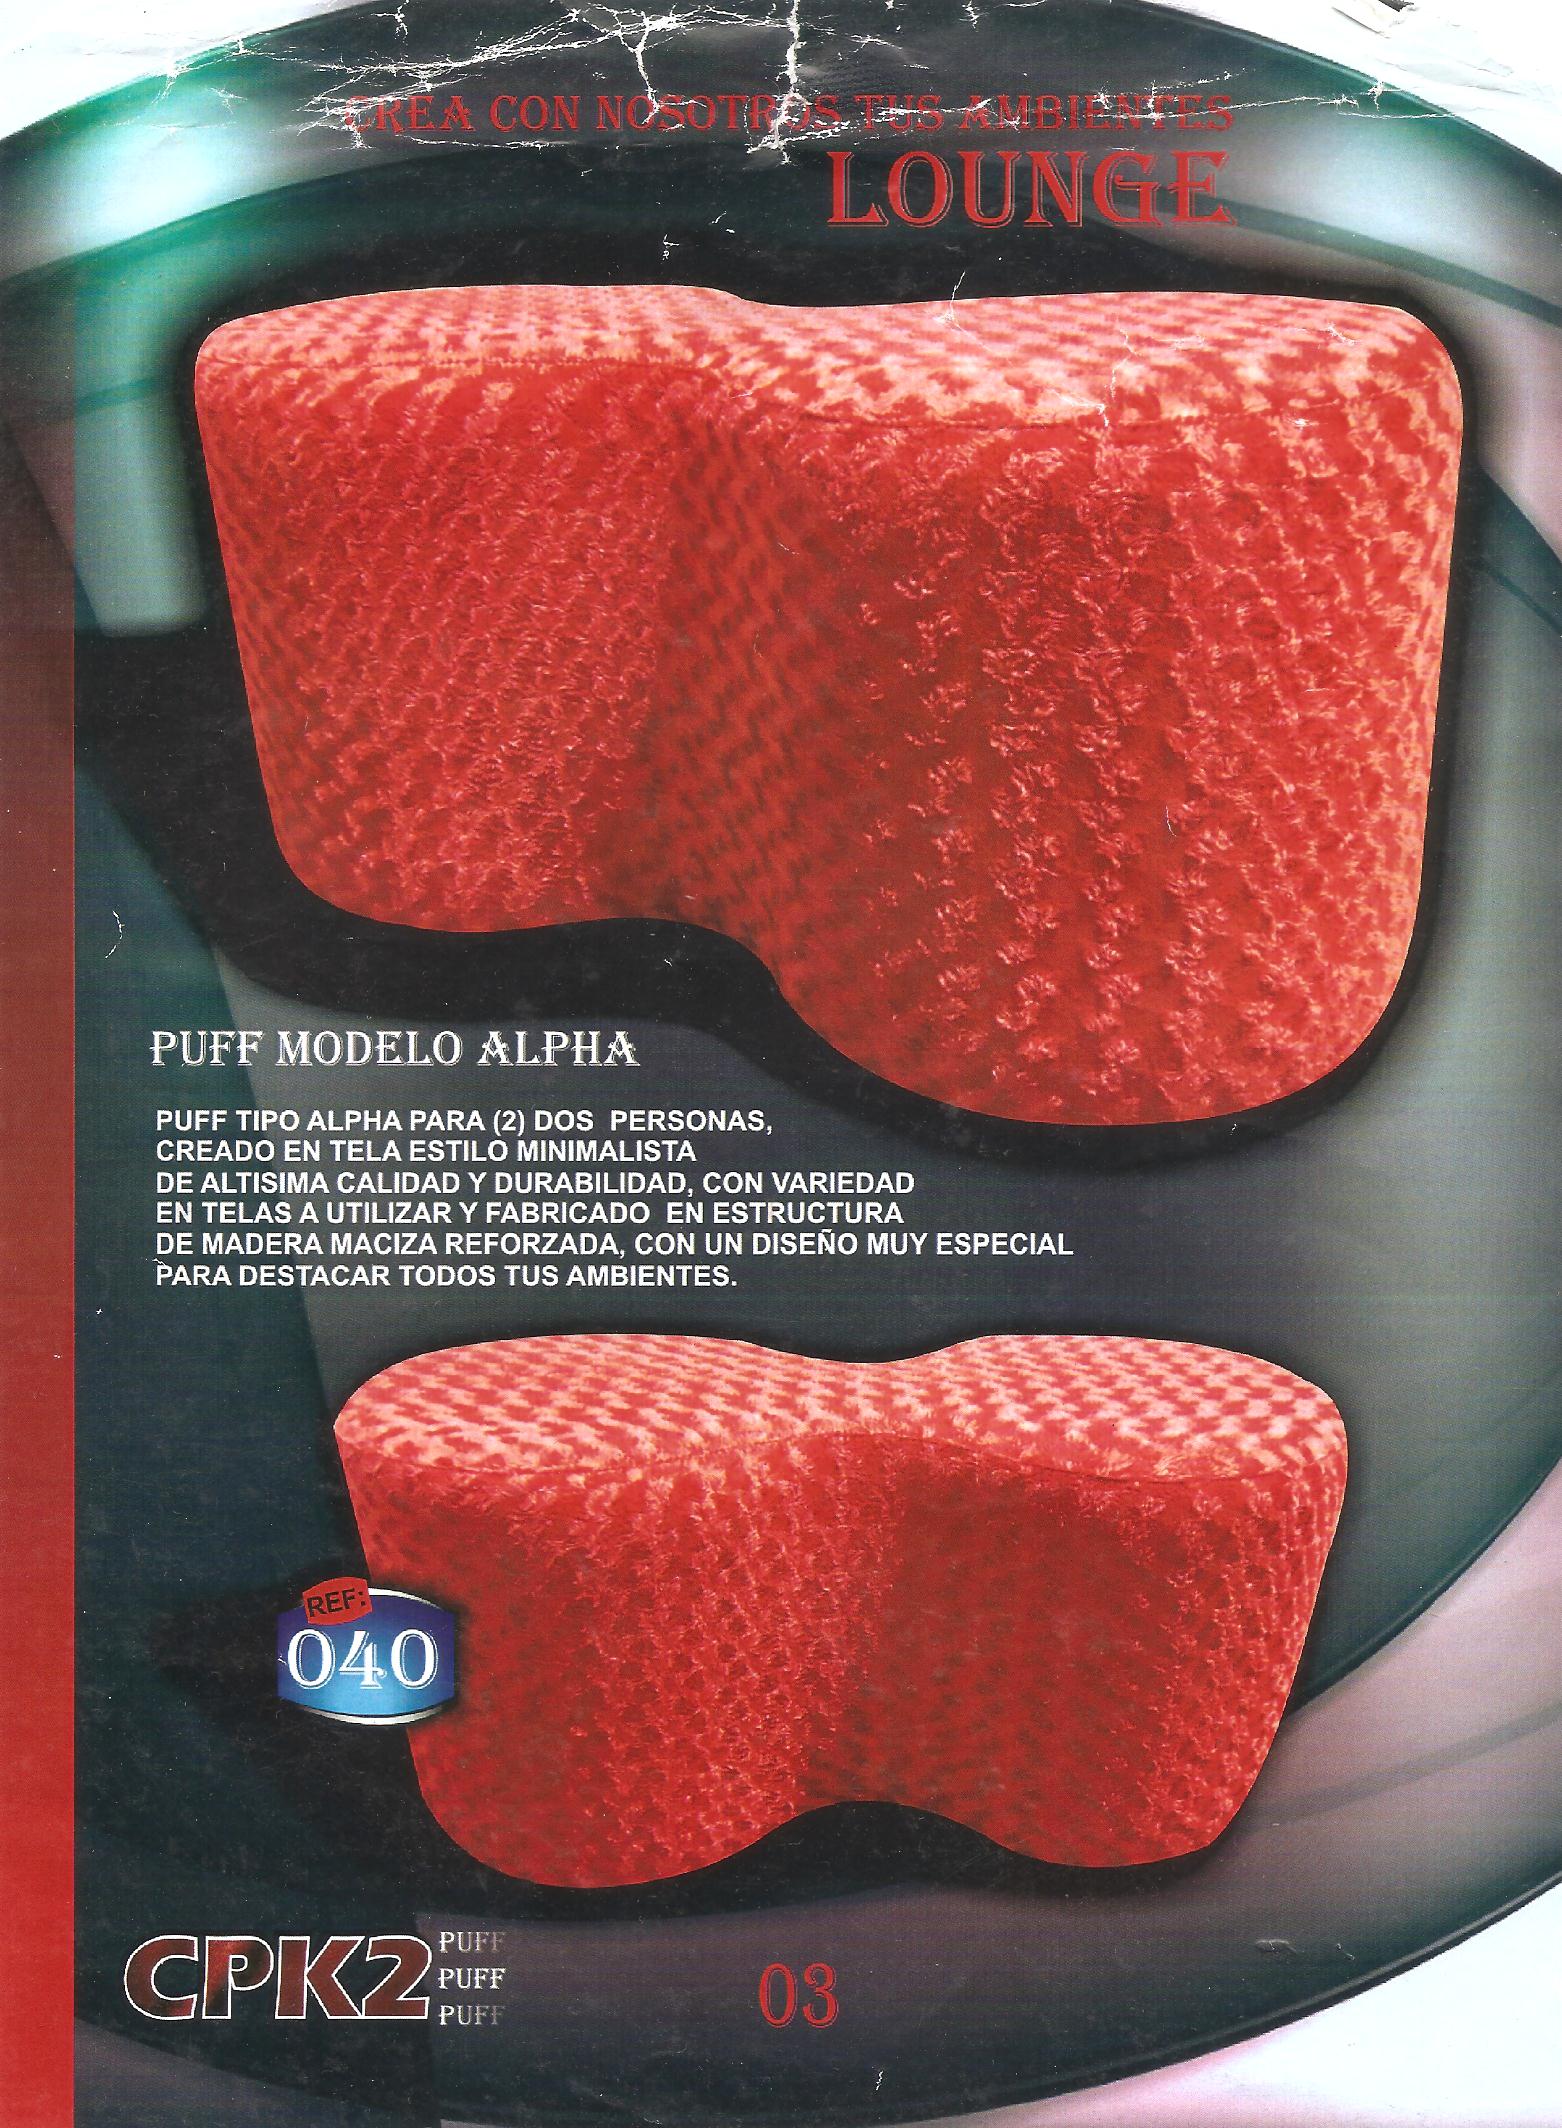 CREA CON NOSOTROS TUS AMBIENTES
LOUNGE
PUFF MODELO ALPHA
PUFF TIPO ALPHA PARA (2) DOS PERSONAS,
CREADO EN TELA ESTILO MINIMALISTA
DE ALTISIMA CALIDAD Y DURABILIDAD, CON VARIEDAD
EN TELAS A UTILIZAR Y FABRICADO EN ESTRUCTURA
DE MADERA MACIZA REFORZADA, CON UN DISEÑO MUY ESPECIAL
PARA DESTACAR TODOS TUS AMBIENTES.
REF:
040
CPK2
PUFF
PUFF
PUFF
03